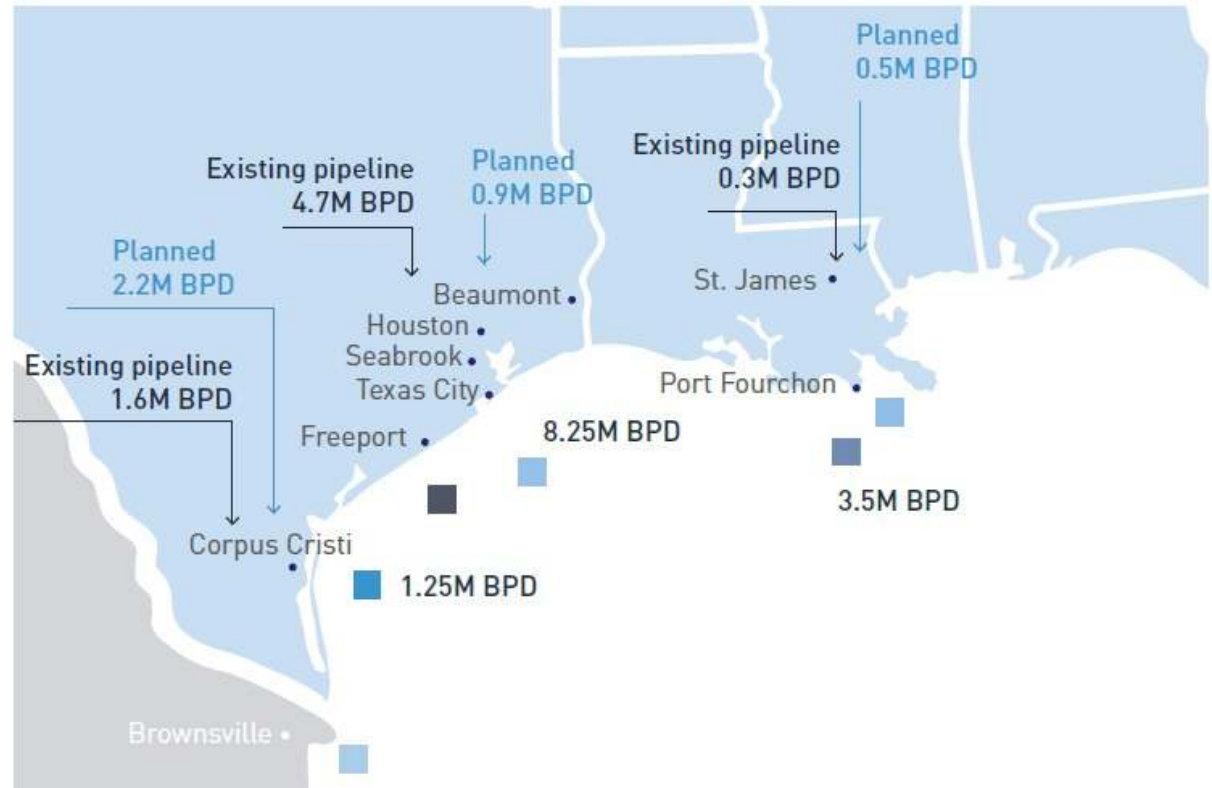 Planned
0.5M BPD
Existing pipeline
0.3M BPD
Existing pipeline
4.7M BPD
Planned
0.9M BPD
Planned
2.2M BPD
Existing pipeline
1.6M BPD
Beaumont
Houston
Seabrook
Texas City
Freeport
St. James
Port Fourchon
8.25M BPD
3.5M BPD
Corpus Cristi
1.25M BPD
Brownsville